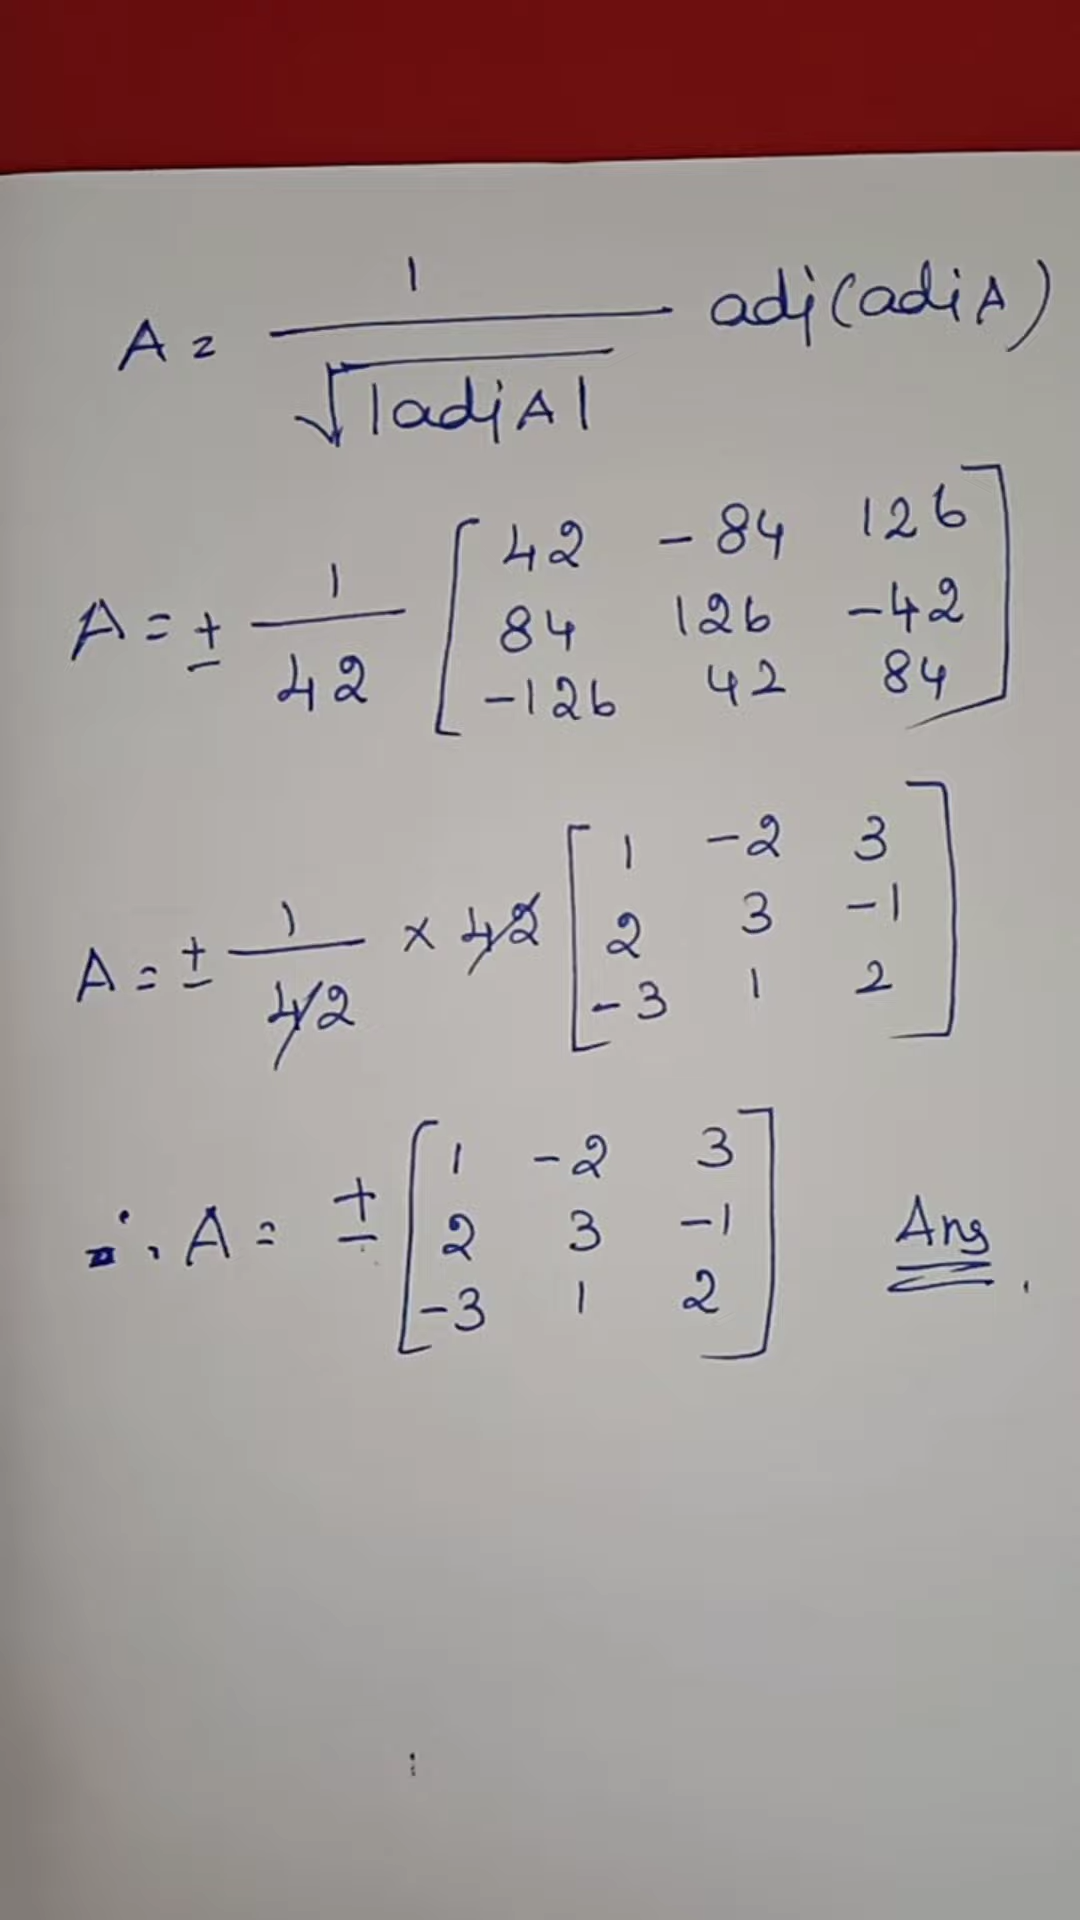 A = 1 / √|adj A| adj(adj A)
A = ± 1/42 [ 42 -84 126
84 126 -42
-126 42 84 ]
A = ± 1/42 × 42 [ 1 -2 3
2 3 -1
-3 1 2 ]
∴ A = ± [ 1 -2 3
2 3 -1
-3 1 2 ] Ans.